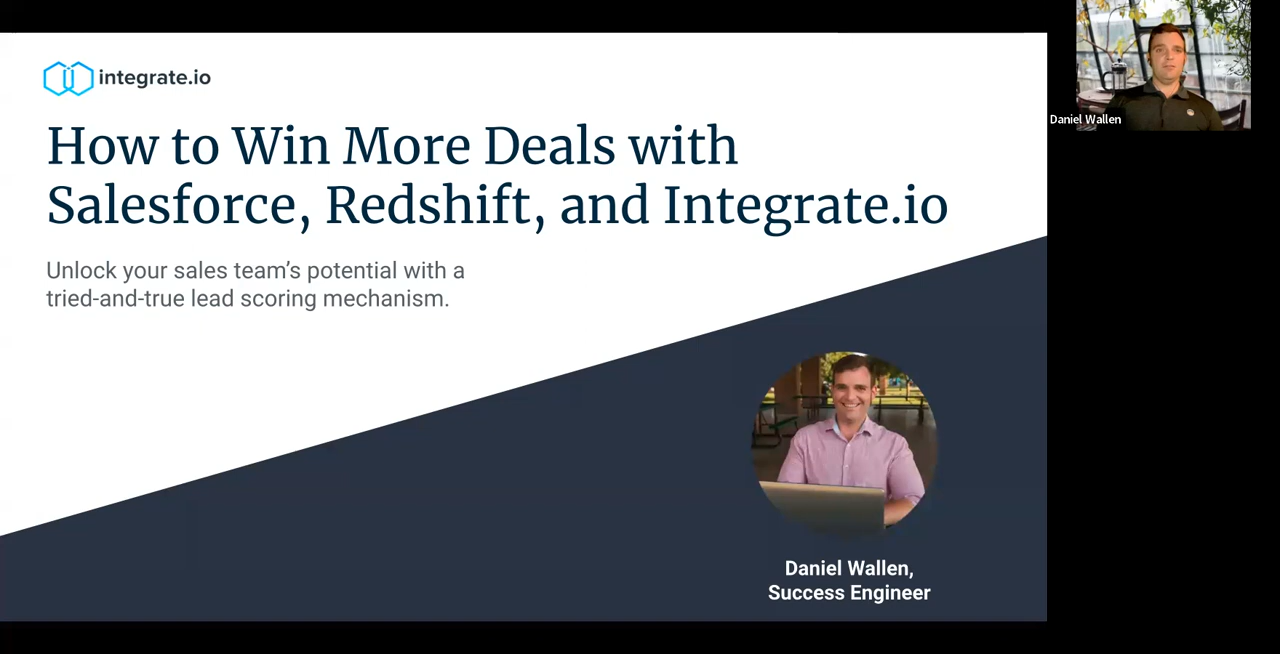 integrate.io
How to Win More Deals with
Salesforce, Redshift, and Integrate.io
Unlock your sales team’s potential with a
tried-and-true lead scoring mechanism.
Daniel Wallen,
Success Engineer
Daniel Wallen